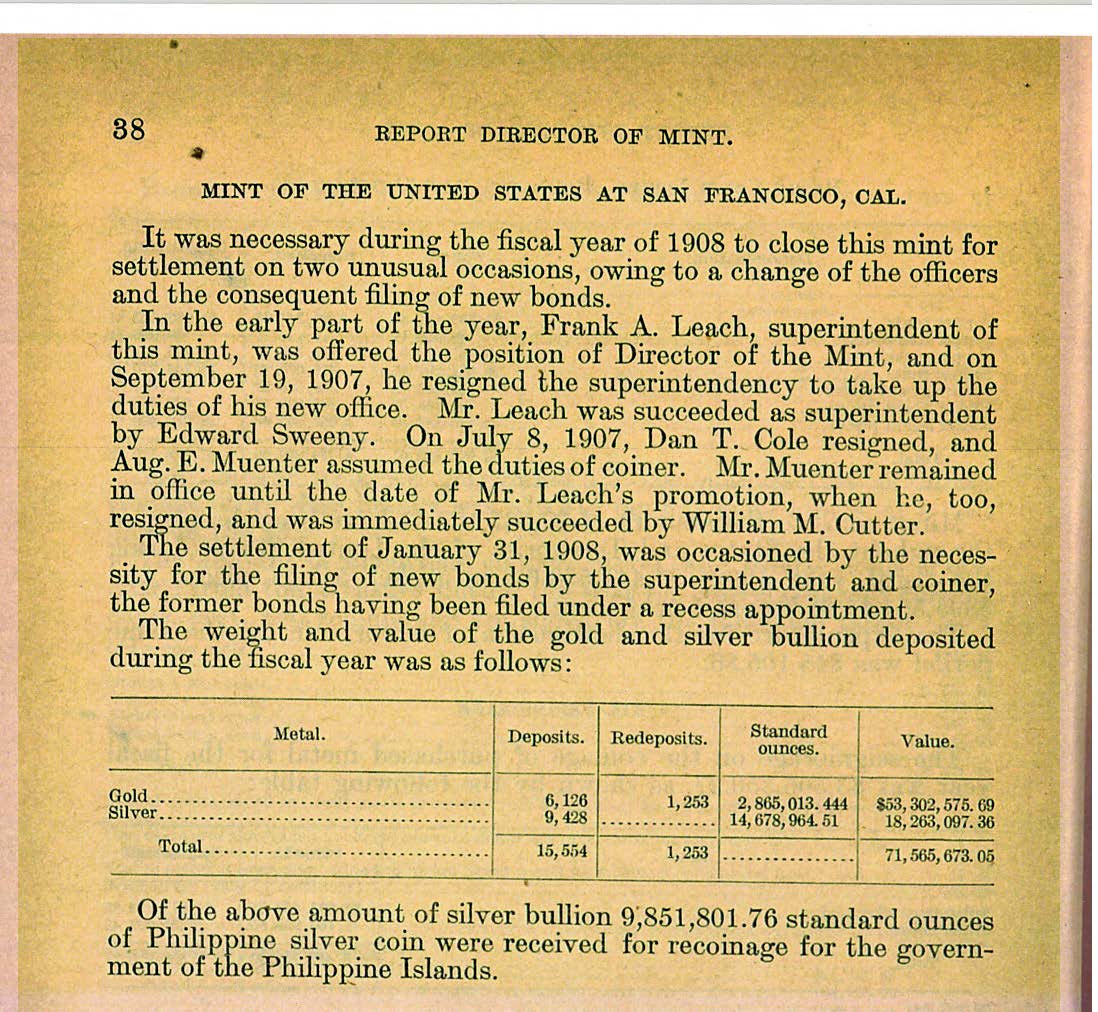 38 REPORT DIRECTOR OF MINT.
MINT OF THE UNITED STATES AT SAN FRANCISCO, CAL.
It was necessary during the fiscal year of 1908 to close this mint for
settlement on two unusual occasions, owing to a change of the officers
and the consequent filing of new bonds.
In the early part of the year, Frank A. Leach, superintendent of
this mint, was offered the position of Director of the Mint, and on
September 19, 1907, he resigned the superintendency to take up the
duties of his new office. Mr. Leach was succeeded as superintendent
by Edward Sweeny. On July 8, 1907, Dan T. Cole resigned, and
Aug. E. Muenter assumed the duties of coiner. Mr. Muenter remained
in office until the date of Mr. Leach's promotion, when he, too,
resigned, and was immediately succeeded by William M. Cutter.
The settlement of January 31, 1908, was occasioned by the neces-
sity for the filing of new bonds by the superintendent and coiner,
the former bonds having been filed under a recess appointment.
The weight and value of the gold and silver bullion deposited
during the fiscal year was as follows:
Metal. Deposits. Redeposits. Standard ounces. Value.
Gold 6,126 1,253 2,865,013.444 $53,302,575.69
Silver 9,428 14,678,964.51 18,263,097.36
Total 15,554 1,253 71,565,673.05
Of the above amount of silver bullion 9,851,801.76 standard ounces
of Philippine silver coin were received for recoinage for the govern-
ment of the Philippine Islands.